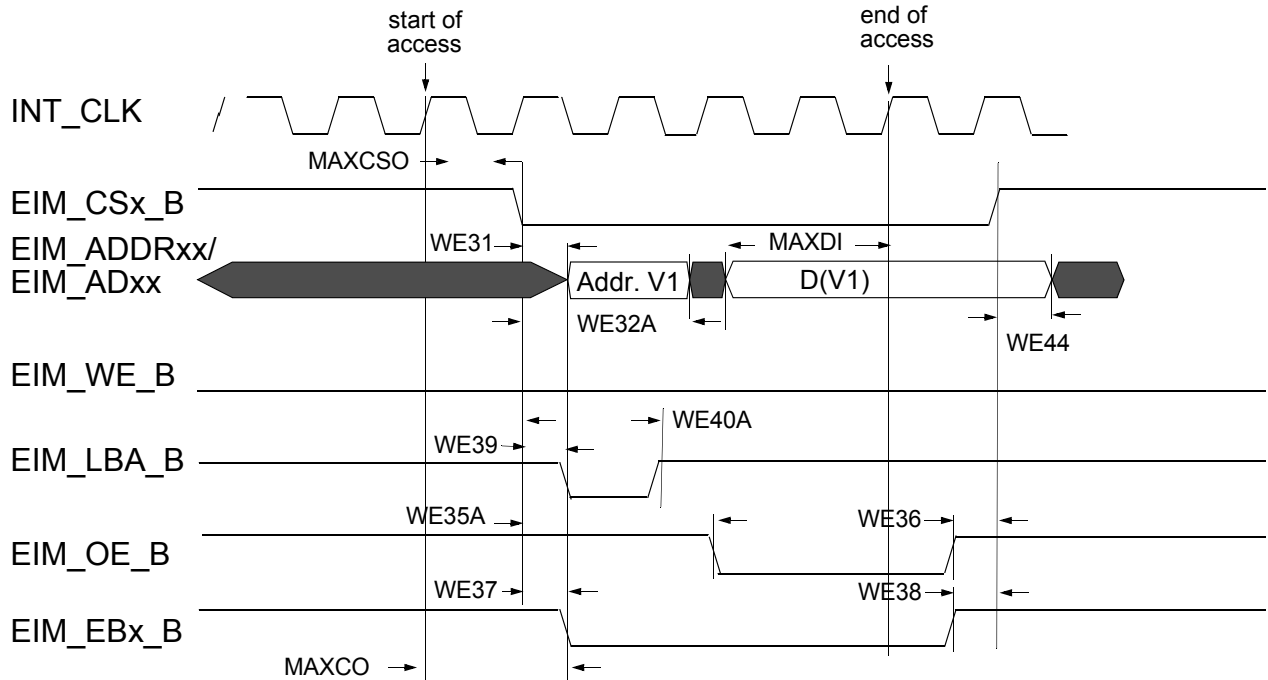 start of
access
end of
access
INT_CLK
MAXCSO
EIM_CSx_B
EIM_ADDRxx/
EIM_ADxx
WE31
MAXDI
Addr. V1
D(V1)
WE32A
WE44
EIM_WE_B
WE40A
WE39
EIM_LBA_B
WE35A
WE36
EIM_OE_B
WE37
WE38
EIM_EBx_B
MAXCO